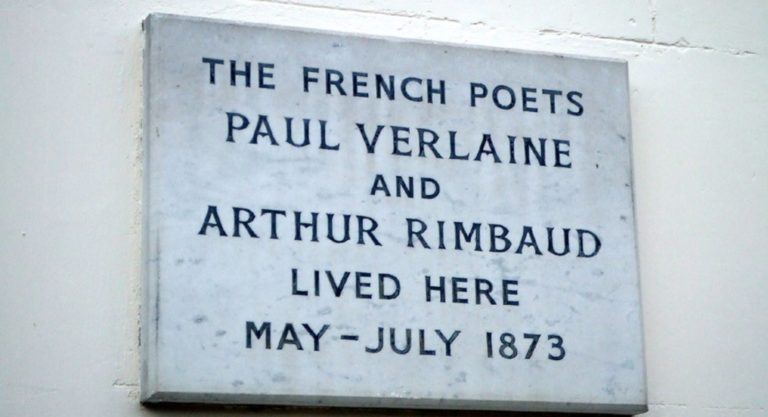 THE FRENCH POETS
PAUL VERLAINE
AND
ARTHUR RIMBAUD
LIVED HERE
MAY – JULY 1873